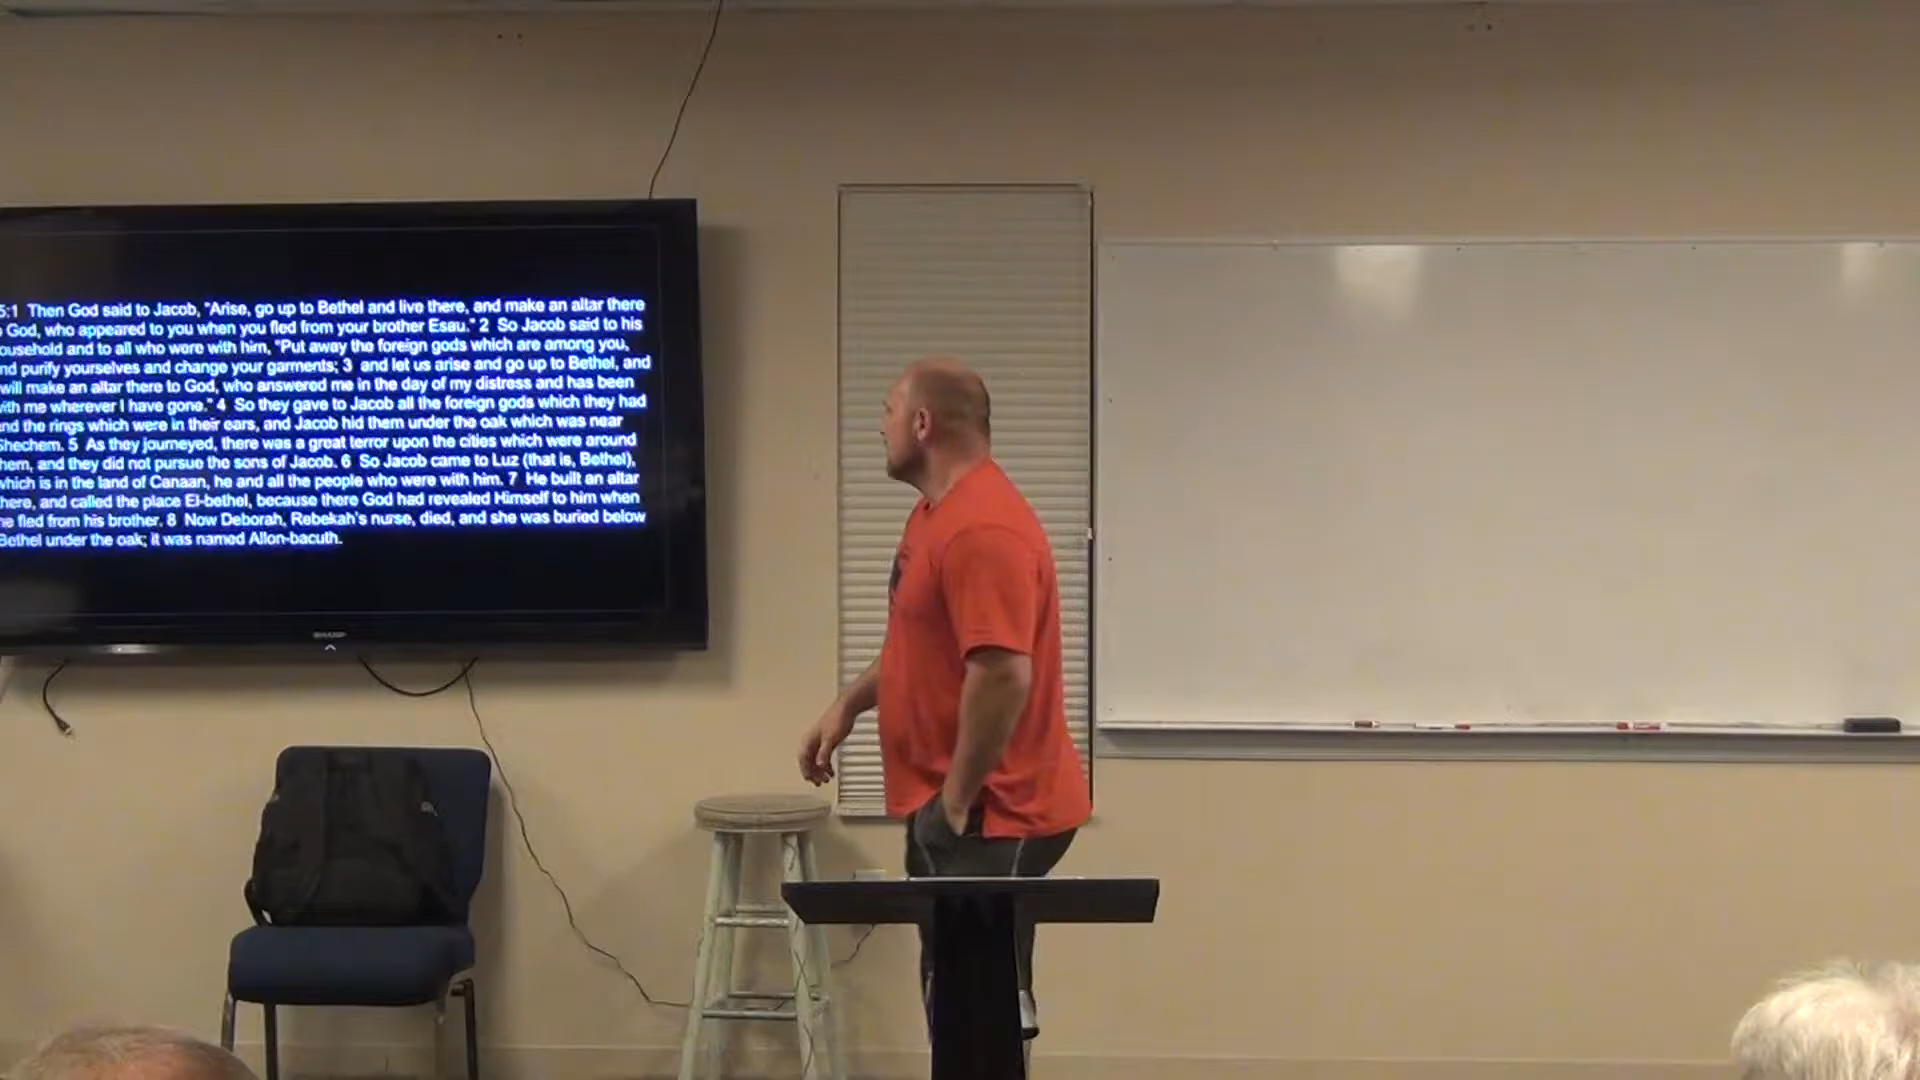 5:1 Then God said to Jacob, "Arise, go up to Bethel and live there, and make an altar there
God, who appeared to you when you fled from your brother Esau." 2 So Jacob said to his
ousehold and to all who were with him, "Put away the foreign gods which are among you,
nd purify yourselves and change your garments; 3 and let us arise and go up to Bethel, and
will make an altar there to God, who answered me in the day of my distress and has been
ith me wherever I have gone." 4 So they gave to Jacob all the foreign gods which they had
nd the rings which were in their ears, and Jacob hid them under the oak which was near
Shechem. 5 As they journeyed, there was a great terror upon the cities which were around
hem, and they did not pursue the sons of Jacob. 6 So Jacob came to Luz (that is, Bethel),
which is in the land of Canaan, he and all the people who were with him. 7 He built an altar
here, and called the place El-bethel, because there God had revealed Himself to him when
he fled from his brother. 8 Now Deborah, Rebekah's nurse, died, and she was buried below
Bethel under the oak; it was named Allon-bacuth.
SHARP